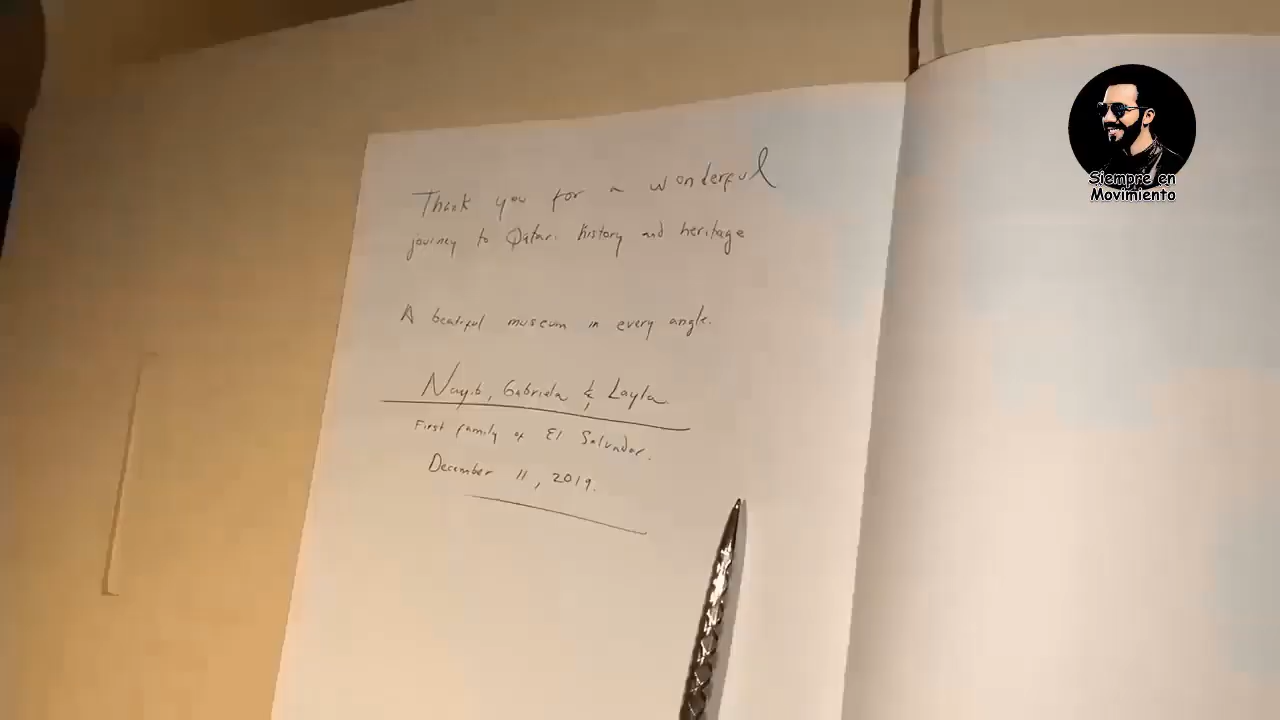 Thank you for a wonderful
journey to Qatari history and heritage
A beatiful museum in every angle.
Nayib, Gabriela & Layla
First family of El Salvador.
December 11, 2019.
Siempre en
Movimiento